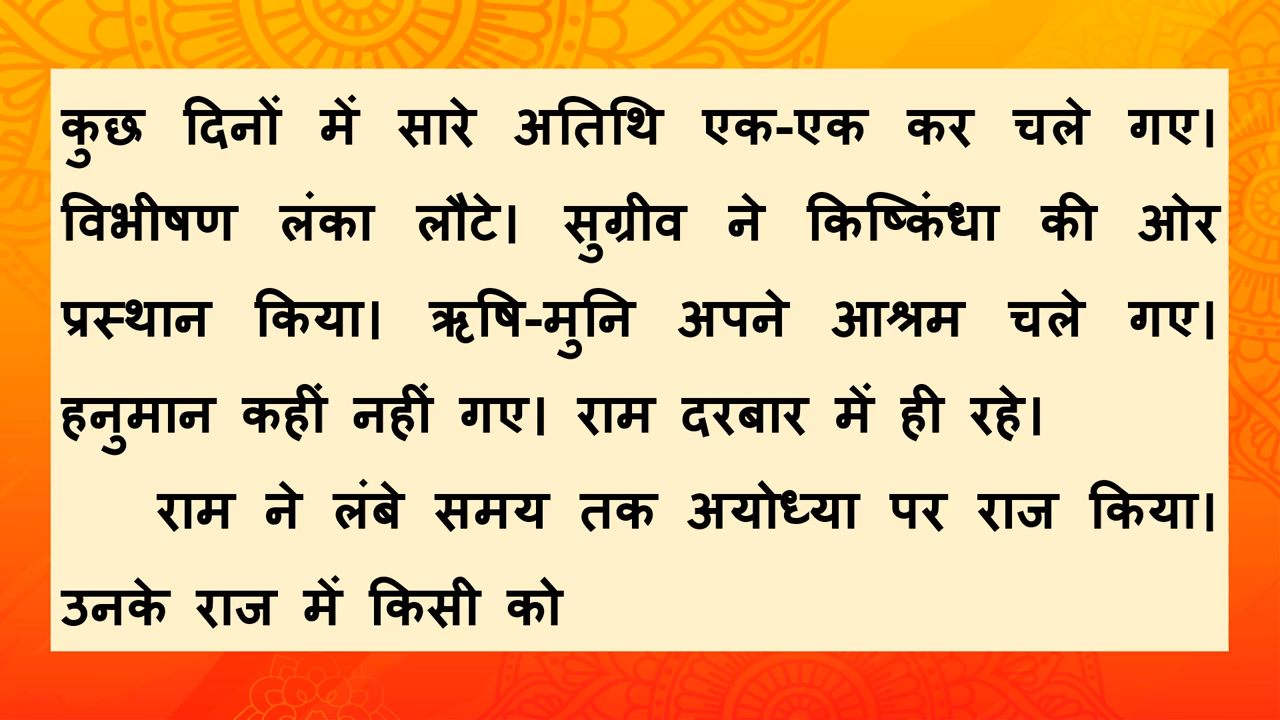 कुछ दिनों में सारे अतिथि एक-एक कर चले गए।
विभीषण लंका लौटे। सुग्रीव ने किष्किंधा की ओर
प्रस्थान किया। ऋषि-मुनि अपने आश्रम चले गए।
हनुमान कहीं नहीं गए। राम दरबार में ही रहे।
राम ने लंबे समय तक अयोध्या पर राज किया।
उनके राज में किसी को